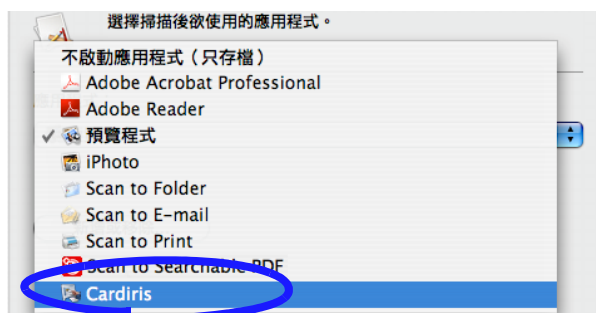 選擇掃描後欲使用的應用程式。
不啟動應用程式（只存檔）
Adobe Acrobat Professional
Adobe Reader
預覽程式
iPhoto
Scan to Folder
Scan to E-mail
Scan to Print
Scan to Searchable PDF
Cardiris